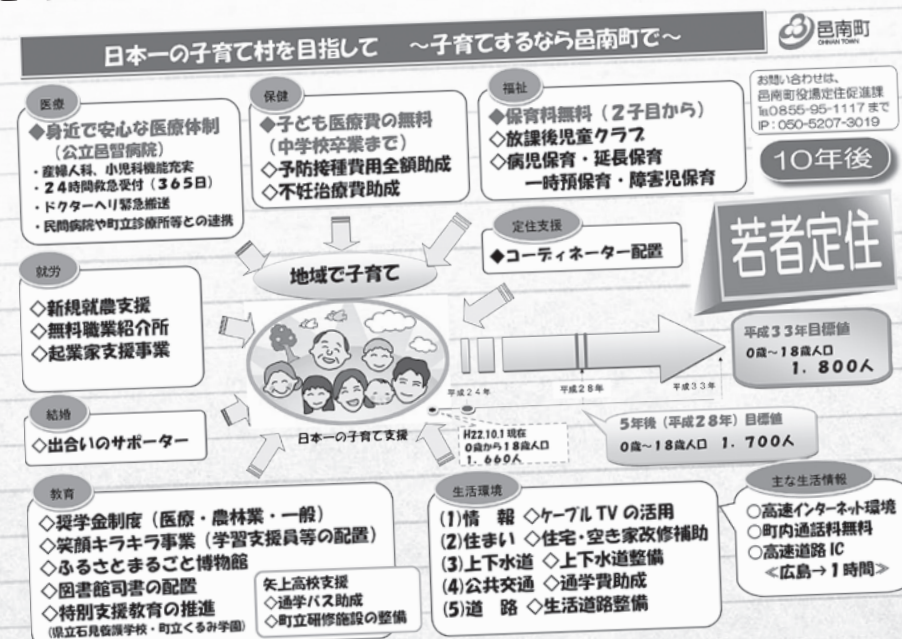 日本一の子育て村を目指して ～子育てするなら邑南町で～
邑南町
OHNAN TOWN
お問い合わせは、
邑南町役場定住促進課
℡0855-95-1117まで
IP：050-5207-3019
医療
◆身近で安心な医療体制
（公立邑智病院）
・産婦人科、小児科機能充実
・２４時間救急受付（３６５日）
・ドクターヘリ緊急搬送
・民間病院や町立診療所等との連携
保健
◆子ども医療費の無料
（中学校卒業まで）
◇予防接種費用全額助成
◇不妊治療費助成
福祉
◆保育料無料（２子目から）
◇放課後児童クラブ
◇病児保育・延長保育
一時預保育・障害児保育
10年後
若者定住
定住支援
◆コーディネーター配置
地域で子育て
就労
◇新規就農支援
◇無料職業紹介所
◇起業家支援事業
結婚
◇出合いのサポーター
日本一の子育て支援
平成２４年
平成２８年
平成３３年
平成３３年目標値
0歳～１８歳人口
１．８００人
H22.10.1 現在
0歳から１８歳人口
１．６６０人
５年後（平成28年）目標値
0歳～１８歳人口 １．７００人
教育
◇奨学金制度（医療・農林業・一般）
◇笑顔キラキラ事業（学習支援員等の配置）
◇ふるさとまるごと博物館
◇図書館司書の配置
◇特別支援教育の推進
（県立石見養護学校・町立くるみ学園）
矢上高校支援
◇通学バス助成
◇町立研修施設の整備
生活環境
(1)情 報 ◇ケーブルTVの活用
(2)住まい ◇住宅・空き家改修補助
(3)上下水道 ◇上下水道整備
(4)公共交通 ◇通学費助成
(5)道 路 ◇生活道路整備
主な生活情報
○高速インターネット環境
○町内通話料無料
○高速道路IC
≪広島→１時間≫